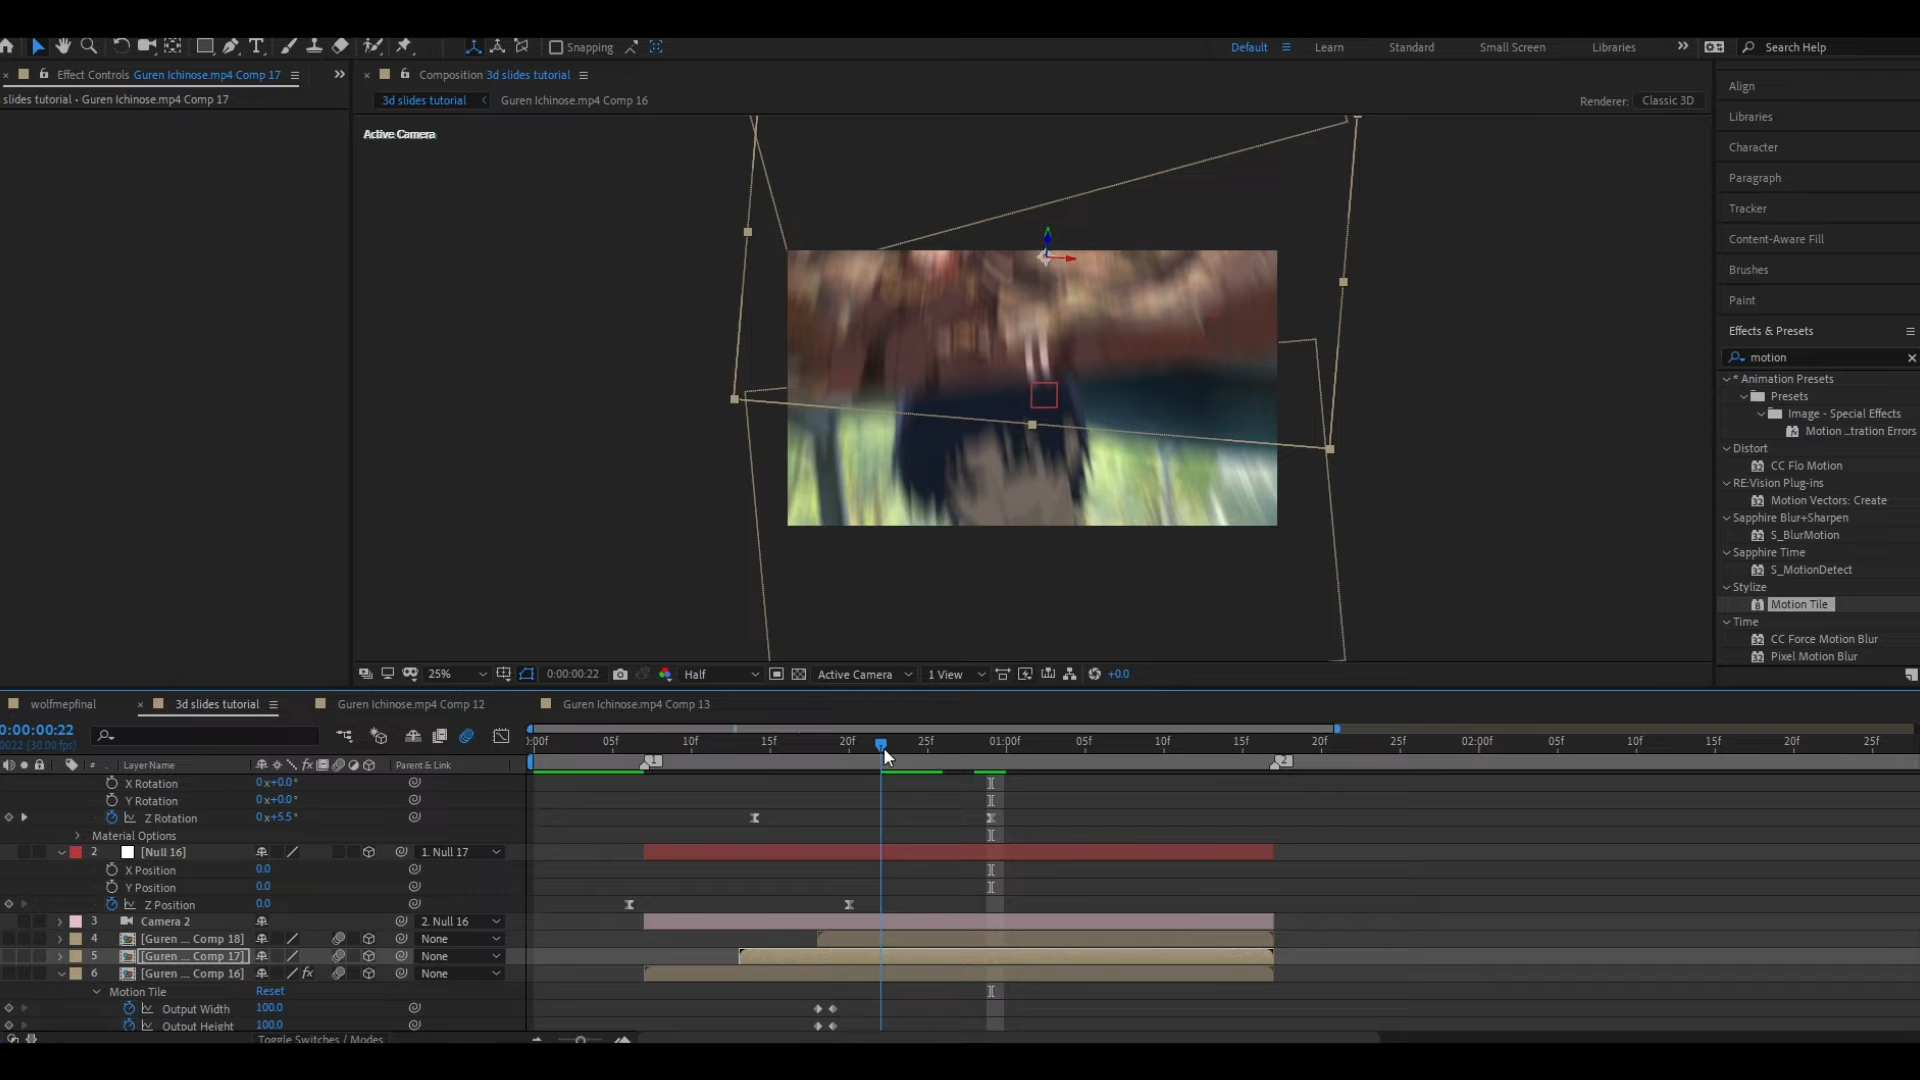 Snapping
Default
Learn
Standard
Small Screen
Libraries
Search Help
Effect Controls Guren Ichinose.mp4 Comp 17
Composition 3d slides tutorial
slides tutorial - Guren Ichinose.mp4 Comp 17
3d slides tutorial
Guren Ichinose.mp4 Comp 16
Renderer: Classic 3D
Active Camera
Align
Libraries
Character
Paragraph
Tracker
Content-Aware Fill
Brushes
Paint
Effects & Presets
motion
* Animation Presets
Presets
Image - Special Effects
Motion ...tration Errors
Distort
CC Flo Motion
RE:Vision Plug-ins
Motion Vectors: Create
Sapphire Blur+Sharpen
S_BlurMotion
Sapphire Time
S_MotionDetect
Stylize
Motion Tile
Time
CC Force Motion Blur
Pixel Motion Blur
25% 0:00:00:22 Half Active Camera 1 View +0.0
wolfmepfinal
3d slides tutorial
Guren Ichinose.mp4 Comp 12
Guren Ichinose.mp4 Comp 13
0:00:00:22
0022 (30.00 fps)
:00f 05f 10f 15f 20f 25f 01:00f 05f 10f 15f 20f 25f 02:00f 05f 10f 15f 20f 25f
# Layer Name Parent & Link
1 2
X Rotation 0x+0.0°
Y Rotation 0x+0.0°
Z Rotation 0x+5.5°
Material Options
2 [Null 16] 1. Null 17
X Position 0.0
Y Position 0.0
Z Position 0.0
3 Camera 2 2. Null 16
4 [Guren ... Comp 18] None
5 [Guren ... Comp 17] None
6 [Guren ... Comp 16] fx None
Motion Tile Reset
Output Width 100.0
Output Height 100.0
Toggle Switches / Modes